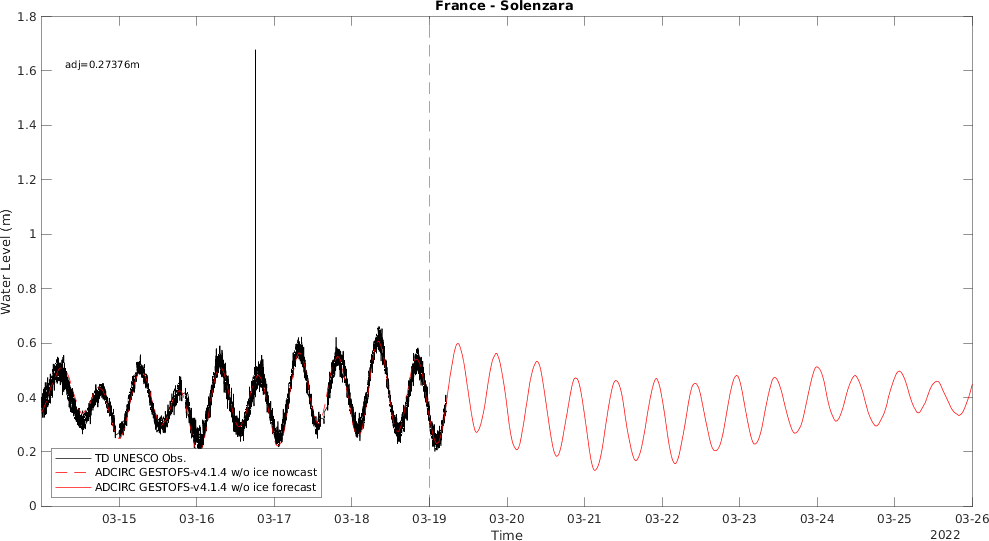 France - Solenzara
1.8
1.6
1.4
1.2
1
0.8
0.6
0.4
0.2
0
Water Level (m)
adj=0.27376m
TD UNESCO Obs.
ADCIRC GESTOFS-v4.1.4 w/o ice nowcast
ADCIRC GESTOFS-v4.1.4 w/o ice forecast
03-15 03-16 03-17 03-18 03-19 03-20 03-21 03-22 03-23 03-24 03-25 03-26
Time
2022